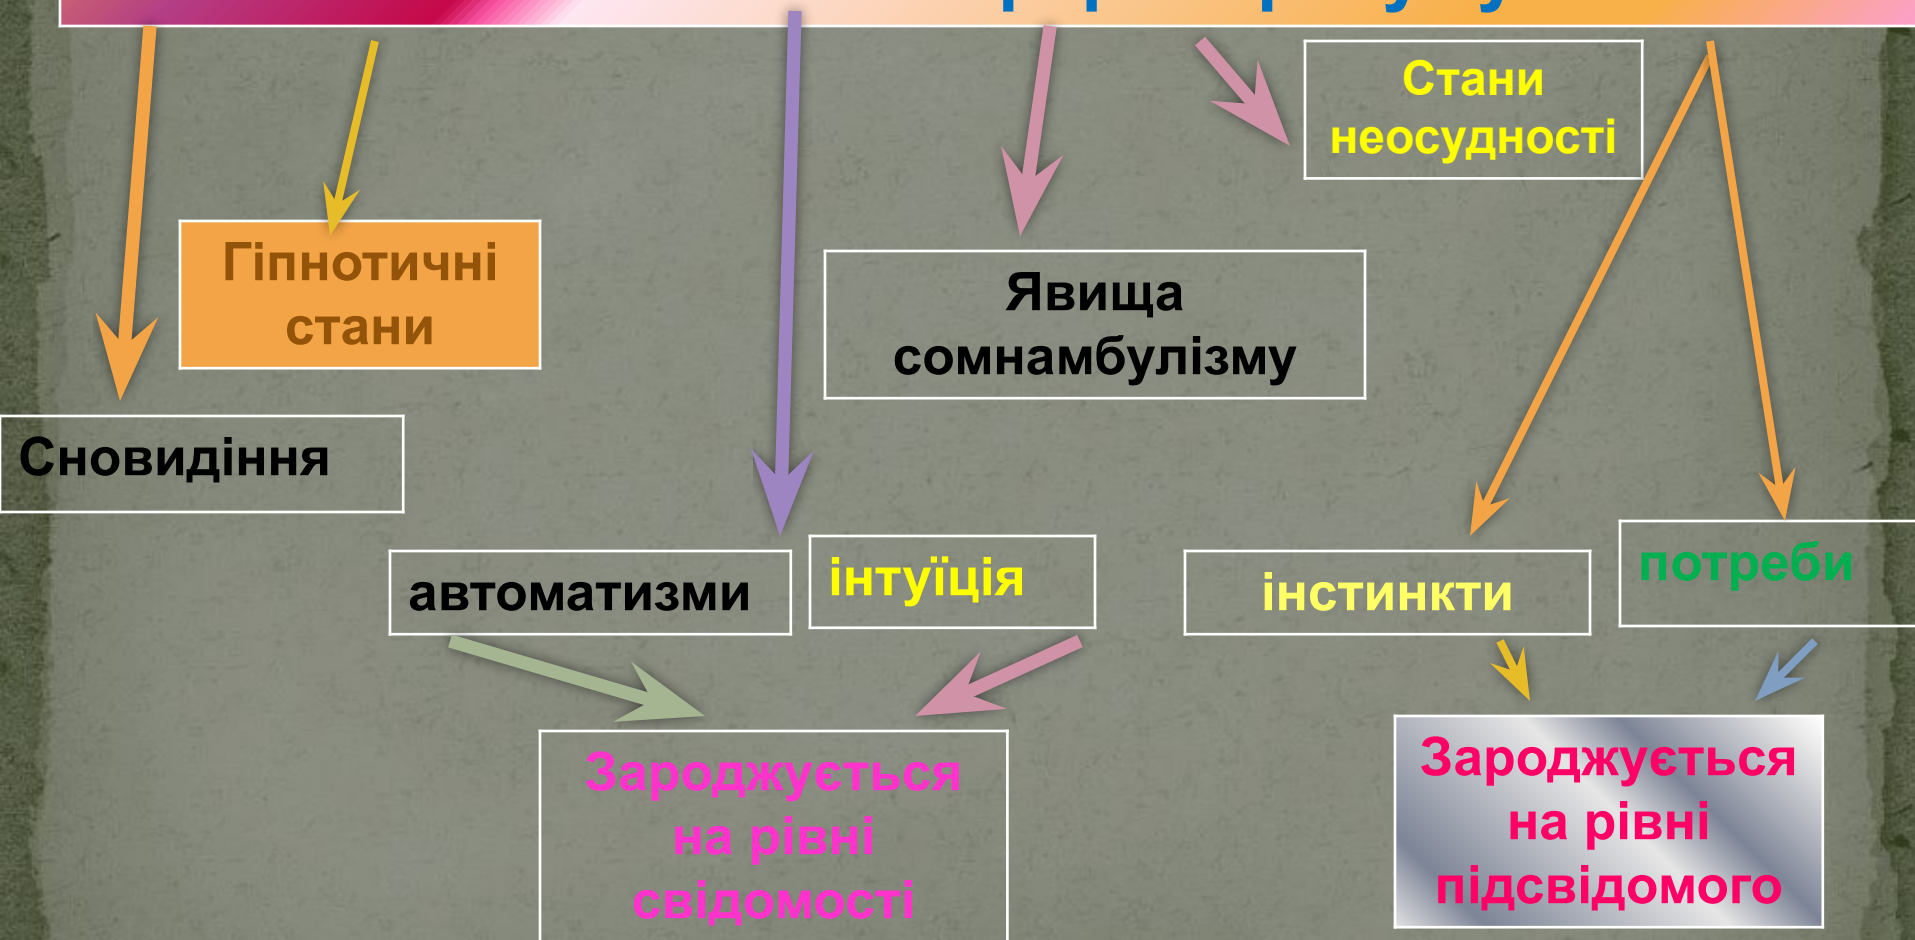 Стани
неосудності
Гіпнотичні
стани
Явища
сомнамбулізму
Сновидіння
автоматизми
інтуїція
інстинкти
потреби
Зароджується
на рівні
свідомості
Зароджується
на рівні
підсвідомого